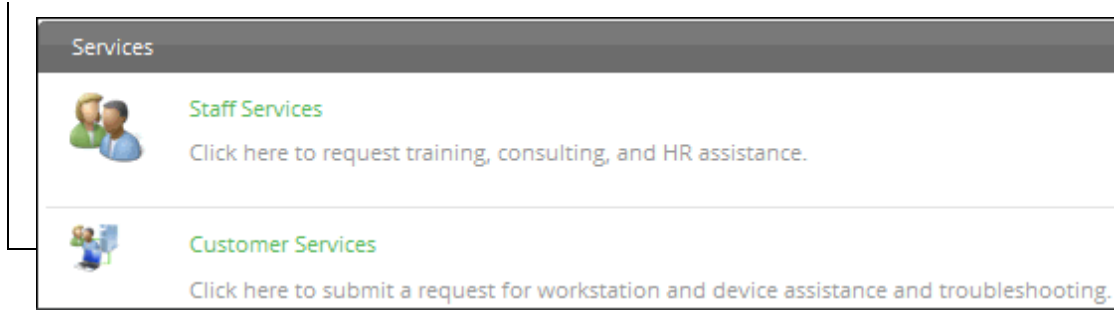 Services
Staff Services
Click here to request training, consulting, and HR assistance.
Customer Services
Click here to submit a request for workstation and device assistance and troubleshooting.